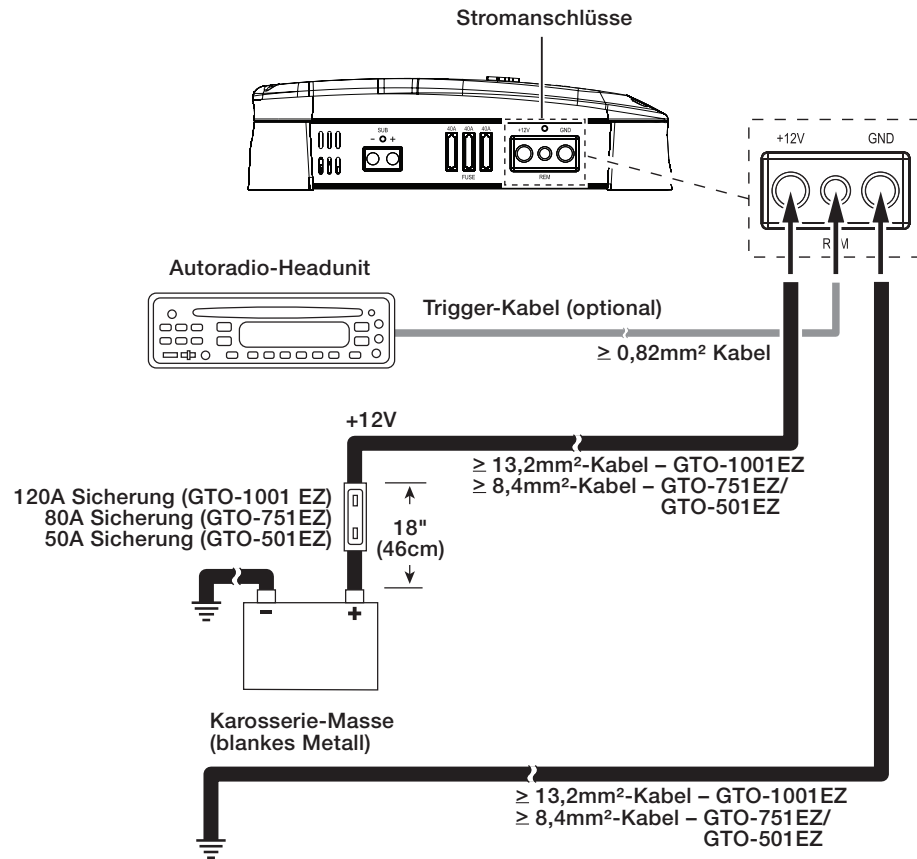 Stromanschlüsse
SUB
- +
40A 40A 40A
FUSE
+12V GND
REM
+12V GND
Autoradio-Headunit
Trigger-Kabel (optional)
≥ 0,82mm² Kabel
+12V
≥ 13,2mm²-Kabel – GTO-1001EZ
≥ 8,4mm²-Kabel – GTO-751EZ/
GTO-501EZ
120A Sicherung (GTO-1001 EZ)
80A Sicherung (GTO-751EZ)
50A Sicherung (GTO-501EZ)
18"
(46cm)
– +
Karosserie-Masse
(blankes Metall)
≥ 13,2mm²-Kabel – GTO-1001EZ
≥ 8,4mm²-Kabel – GTO-751EZ/
GTO-501EZ